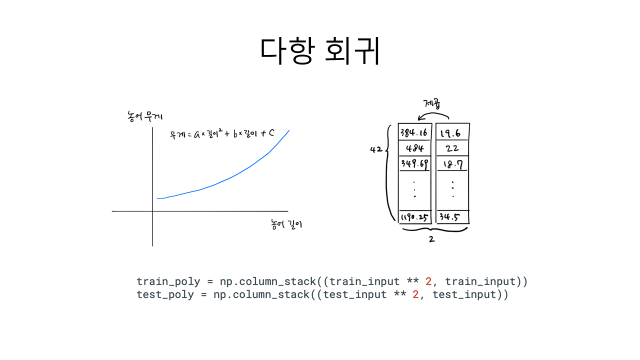 다항 회귀
농어 무게
무게 = a × 길이² + b × 길이 + c
농어 길이
제곱
42
384.16 19.6
484 22
349.69 18.7
⋮ ⋮
1190.25 34.5
2
train_poly = np.column_stack((train_input ** 2, train_input))
test_poly = np.column_stack((test_input ** 2, test_input))